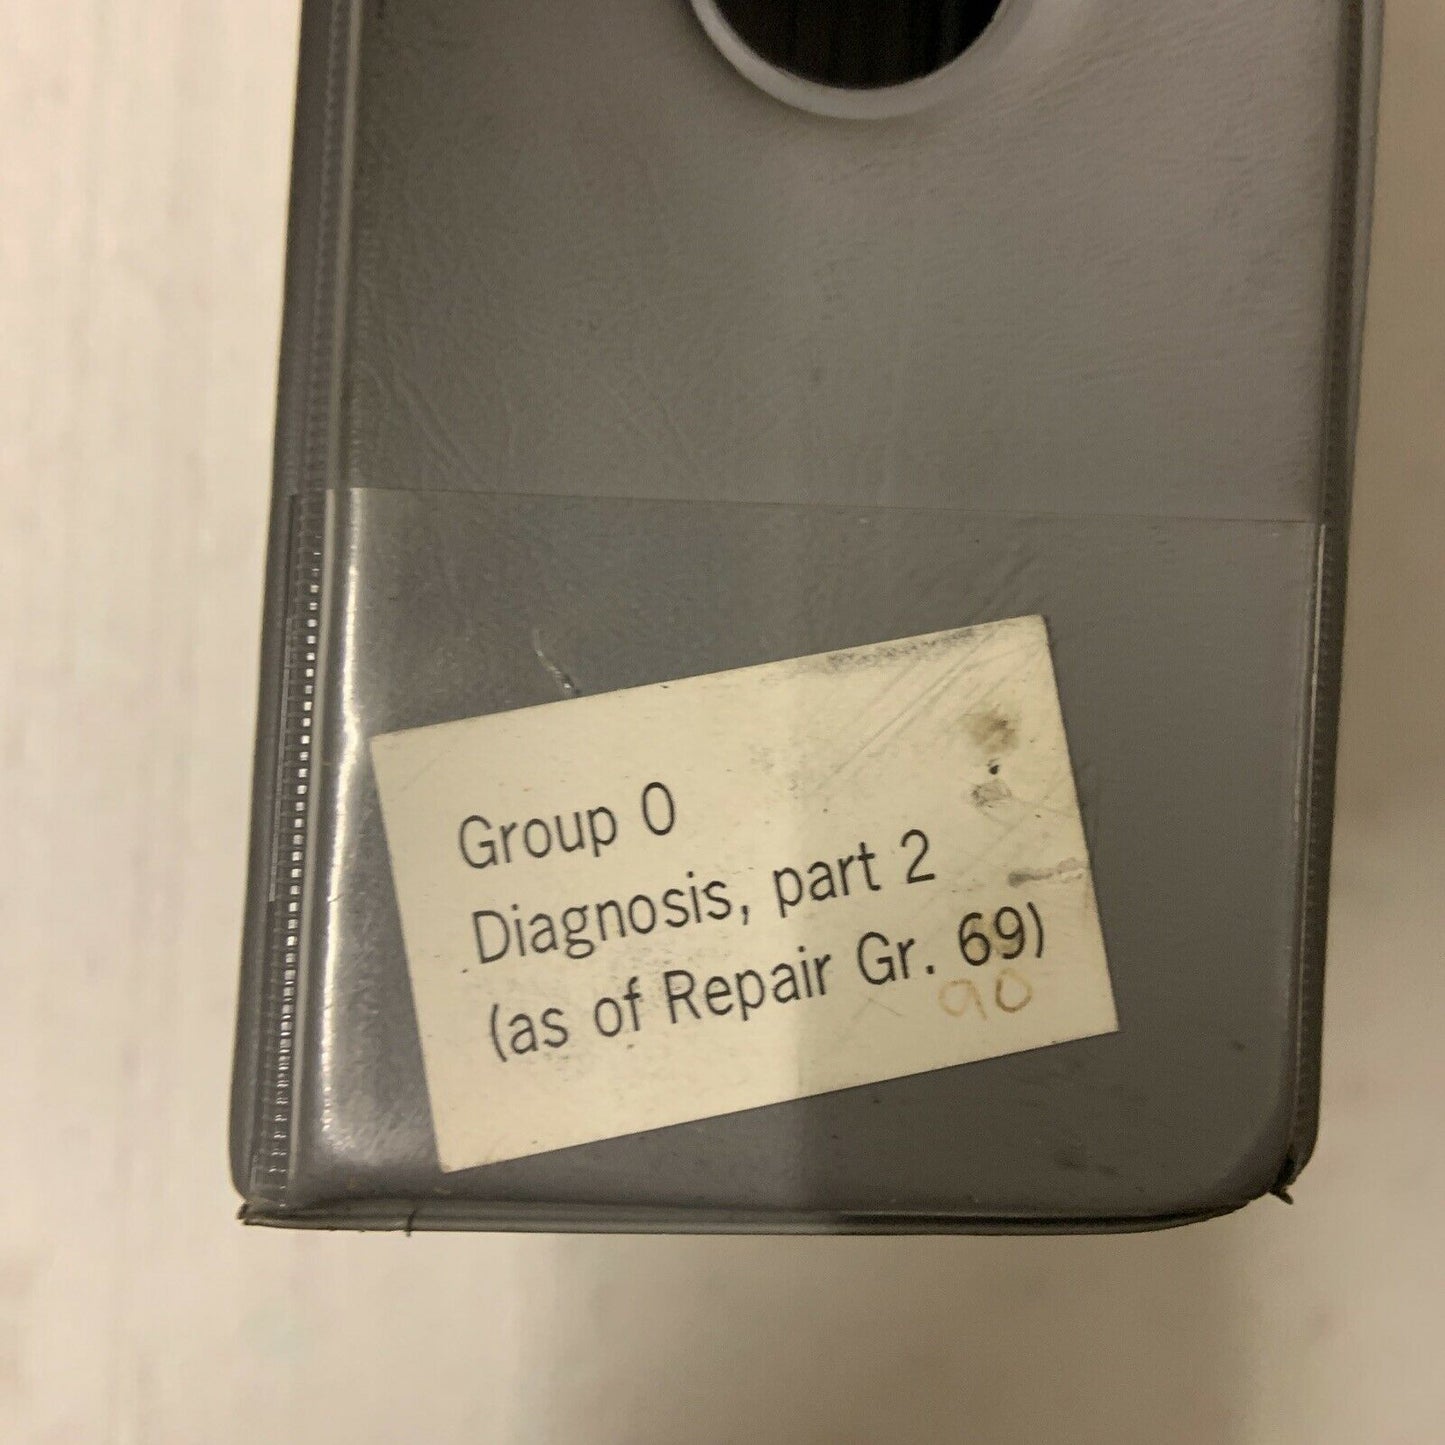 Group 0
Diagnosis, part 2
(as of Repair Gr. 69)
90